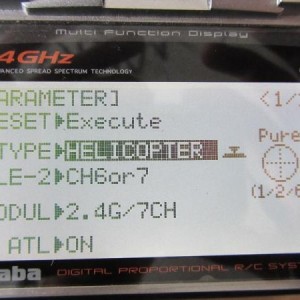 Multi Function Display
4GHz
ANCED SPREAD SPECTRUM TECHNOLOGY
ARAMETER] <1/
ESET▶Execute
TYPE▶HELICOPTER
Pure
LE-2▶CH6or7
(1/2/6
ODUL▶2.4G/7CH
ATL▶ON
aba DIGITAL PROPORTIONAL R/C SYS